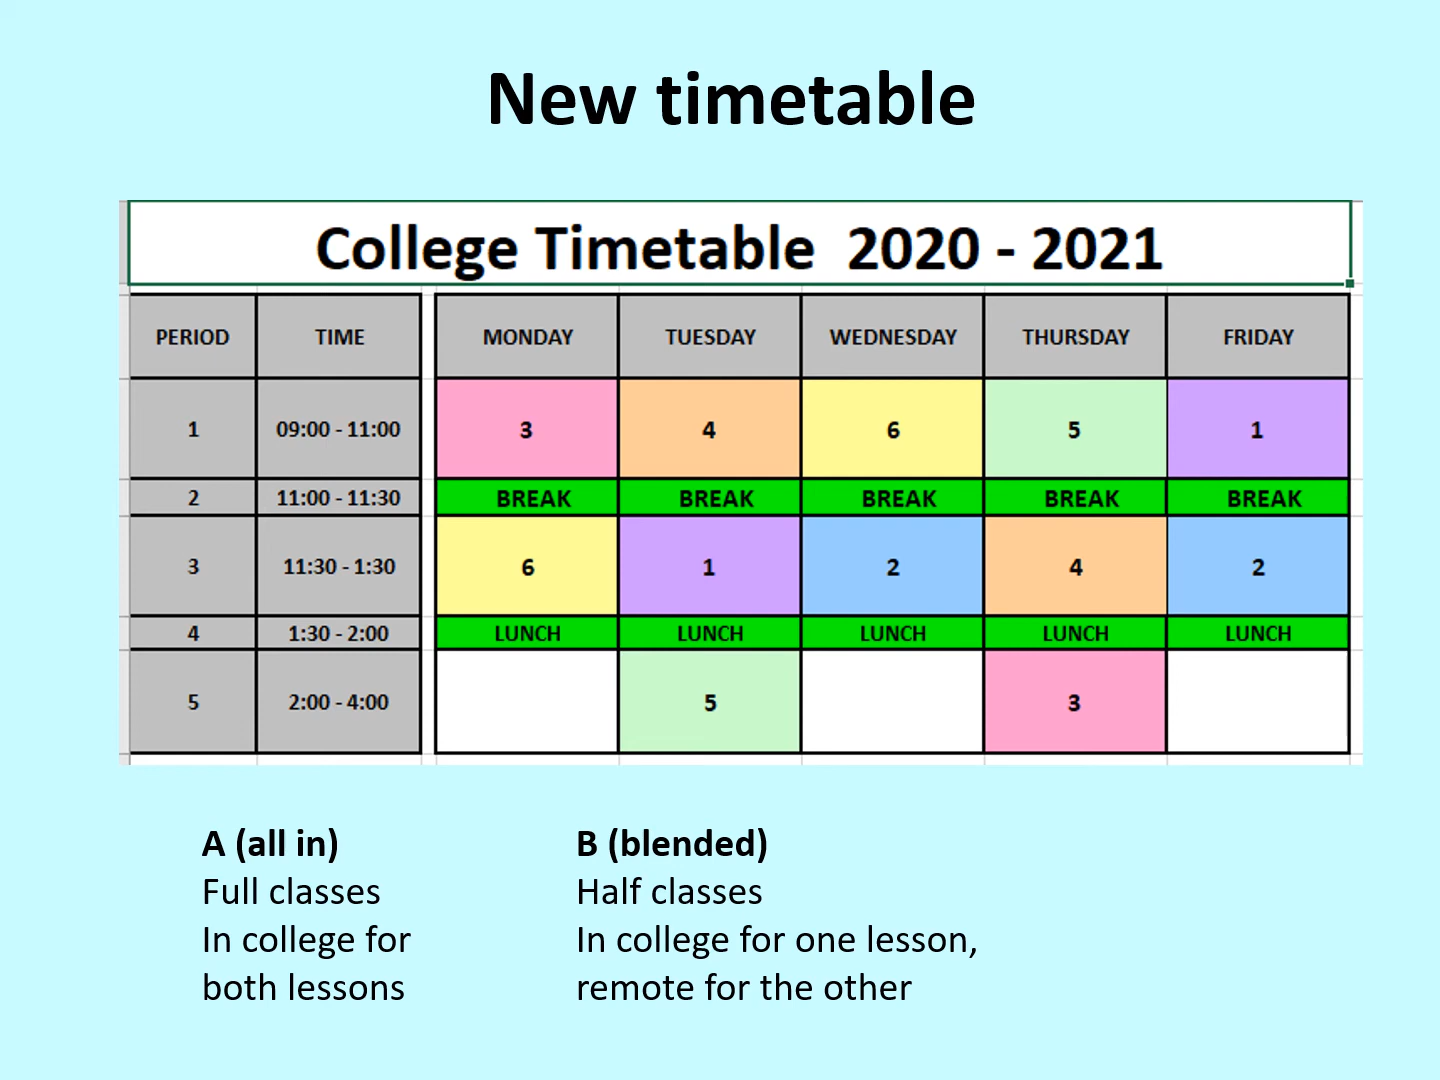 New timetable
College Timetable 2020 - 2021
PERIOD TIME MONDAY TUESDAY WEDNESDAY THURSDAY FRIDAY
1 09:00 - 11:00 3 4 6 5 1
2 11:00 - 11:30 BREAK BREAK BREAK BREAK BREAK
3 11:30 - 1:30 6 1 2 4 2
4 1:30 - 2:00 LUNCH LUNCH LUNCH LUNCH LUNCH
5 2:00 - 4:00 5 3
A (all in)
Full classes
In college for
both lessons
B (blended)
Half classes
In college for one lesson,
remote for the other